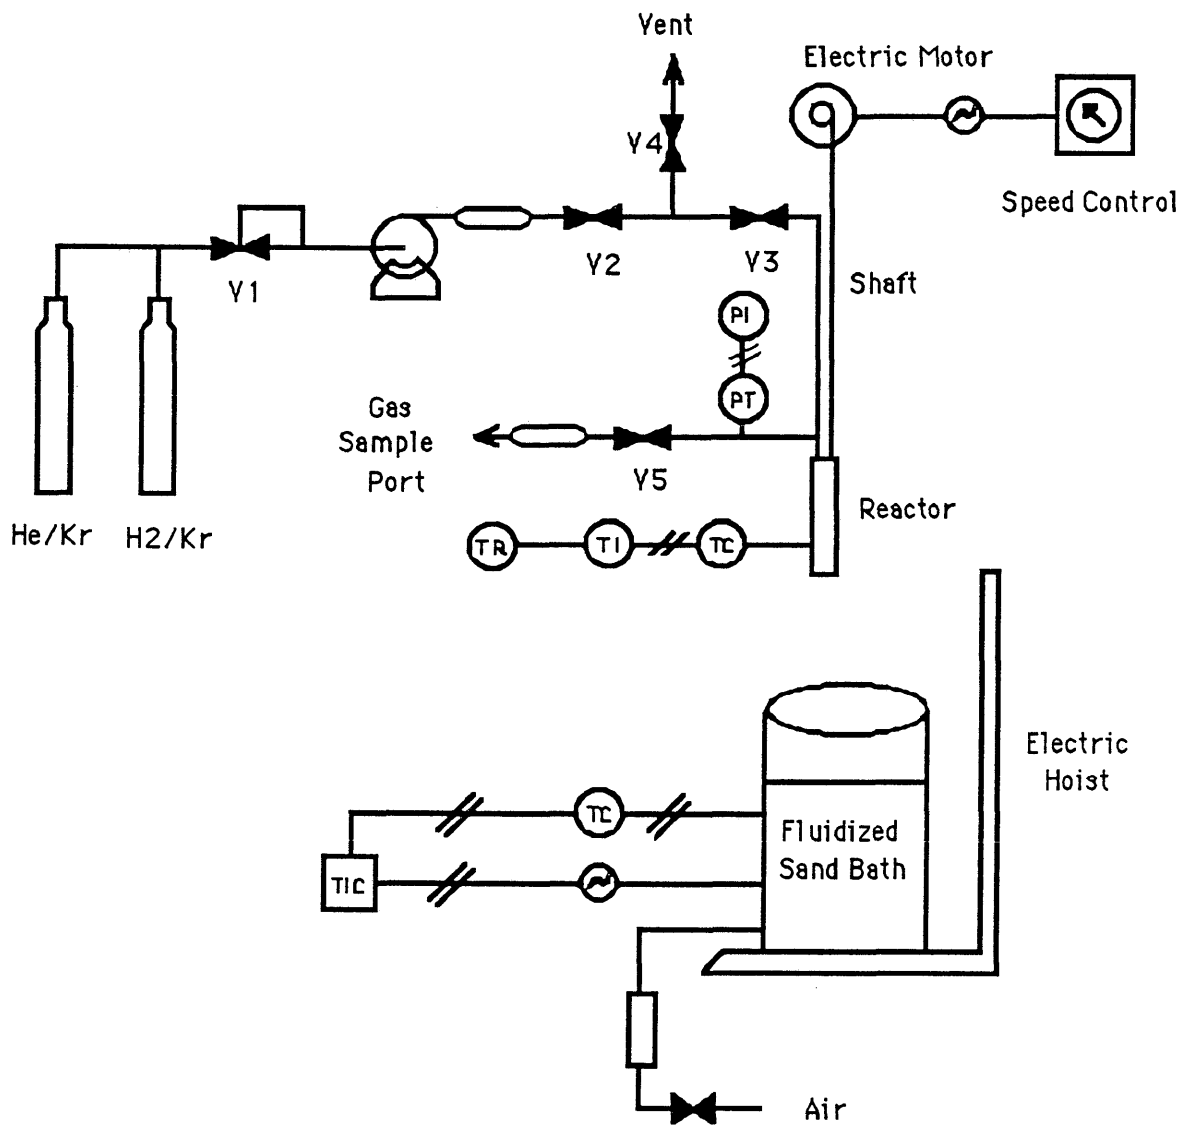 Vent
Electric Motor
V4
Speed Control
V1
V2
V3
Shaft
PI
PT
Gas
Sample
Port
V5
He/Kr
H2/Kr
Reactor
TR
TI
TC
Electric
Hoist
TC
Fluidized
Sand Bath
TIC
Air